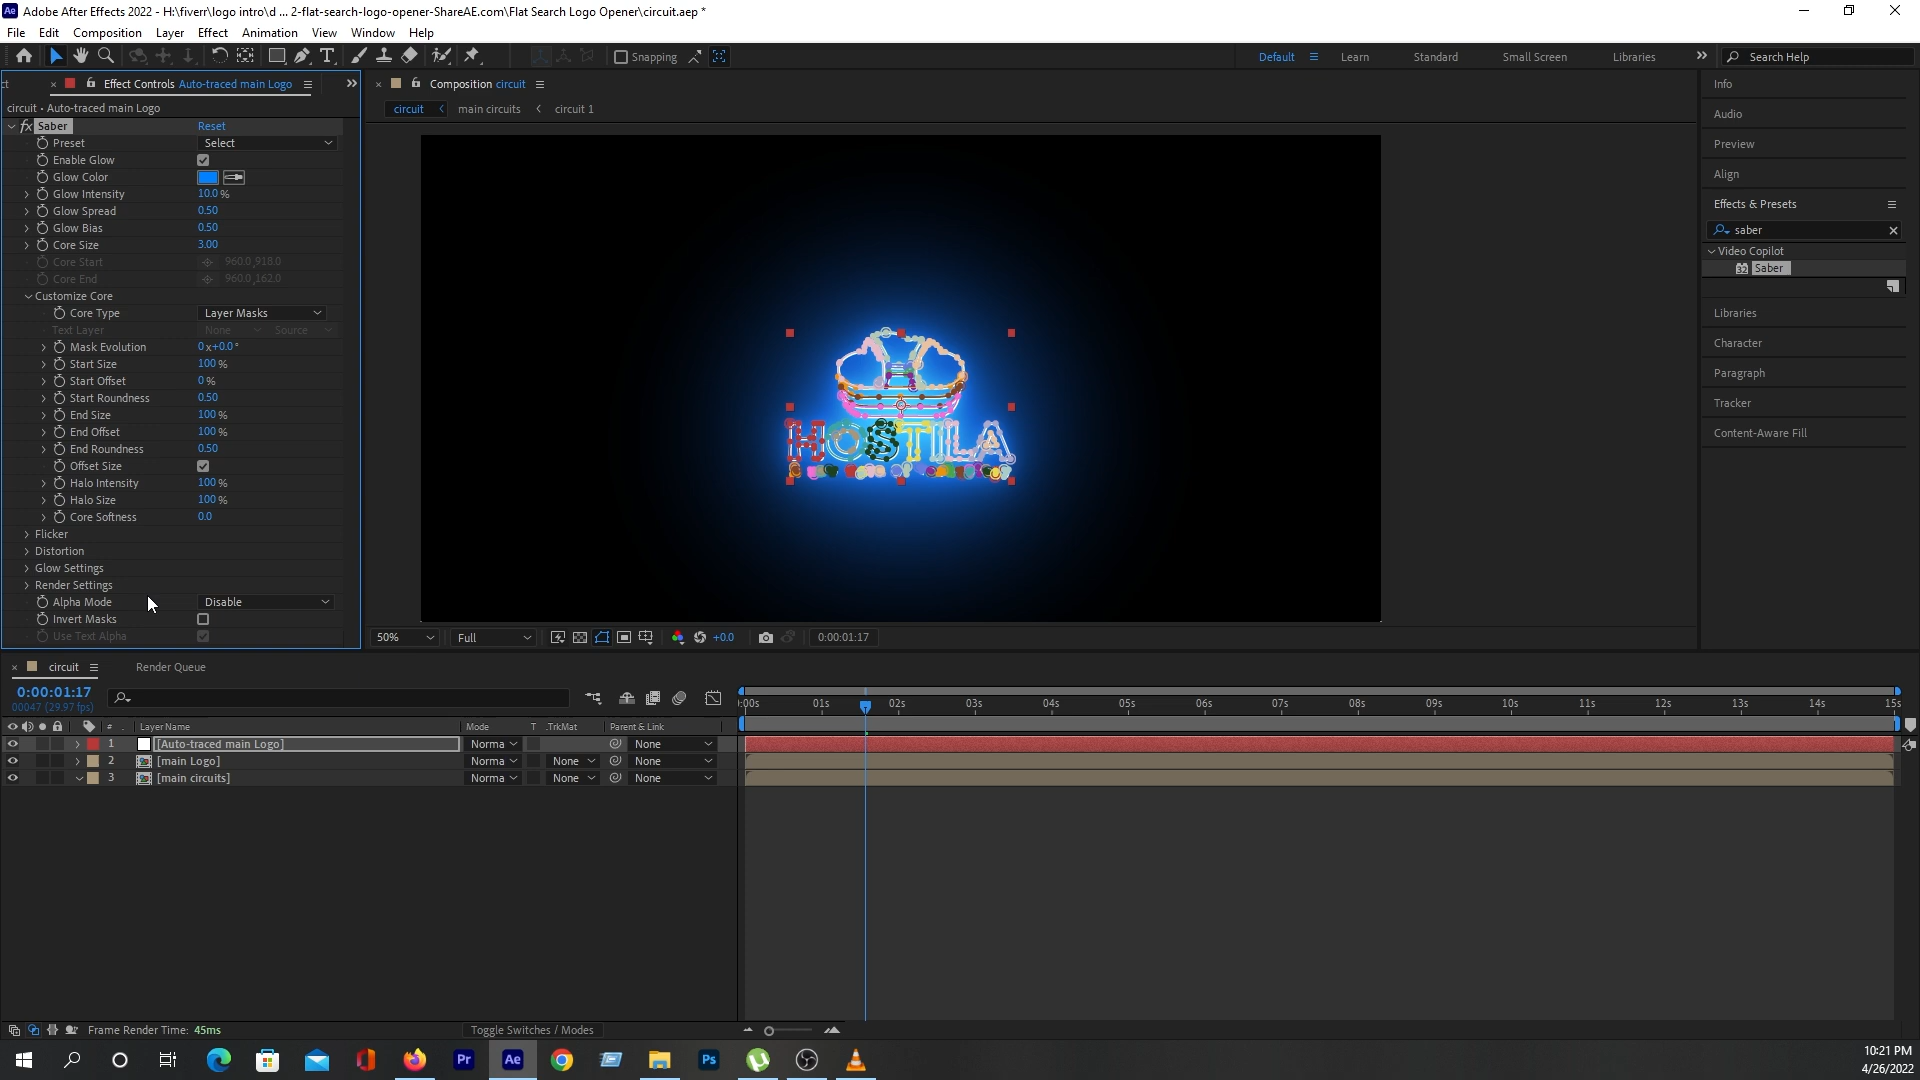 Ae Adobe After Effects 2022 - H:\fiverr\logo intro\d ... 2-flat-search-logo-opener-ShareAE.com\Flat Search Logo Opener\circuit.aep *
File Edit Composition Layer Effect Animation View Window Help
Snapping Default Learn Standard Small Screen Libraries Search Help
ct Effect Controls Auto-traced main Logo
circuit • Auto-traced main Logo
fx Saber Reset
Preset Select
Enable Glow
Glow Color
Glow Intensity 10.0 %
Glow Spread 0.50
Glow Bias 0.50
Core Size 3.00
Core Start 960.0,918.0
Core End 960.0,162.0
Customize Core
Core Type Layer Masks
Text Layer None Source
Mask Evolution 0x+0.0°
Start Size 100 %
Start Offset 0 %
Start Roundness 0.50
End Size 100 %
End Offset 100 %
End Roundness 0.50
Offset Size
Halo Intensity 100 %
Halo Size 100 %
Core Softness 0.0
Flicker
Distortion
Glow Settings
Render Settings
Alpha Mode Disable
Invert Masks
Use Text Alpha
Composition circuit
circuit main circuits circuit 1
HOSTILA
50% Full +0.0 0:00:01:17
Info
Audio
Preview
Align
Effects & Presets
saber
Video Copilot
32 Saber
Libraries
Character
Paragraph
Tracker
Content-Aware Fill
circuit Render Queue
0:00:01:17
00047 (29.97 fps)
:00s 01s 02s 03s 04s 05s 06s 07s 08s 09s 10s 11s 12s 13s 14s 15s
# Layer Name Mode T .TrkMat Parent & Link
1 [Auto-traced main Logo] Norma None
2 [main Logo] Norma None None
3 [main circuits] Norma None None
Frame Render Time: 45ms Toggle Switches / Modes
Pr Ae Ps
10:21 PM
4/26/2022